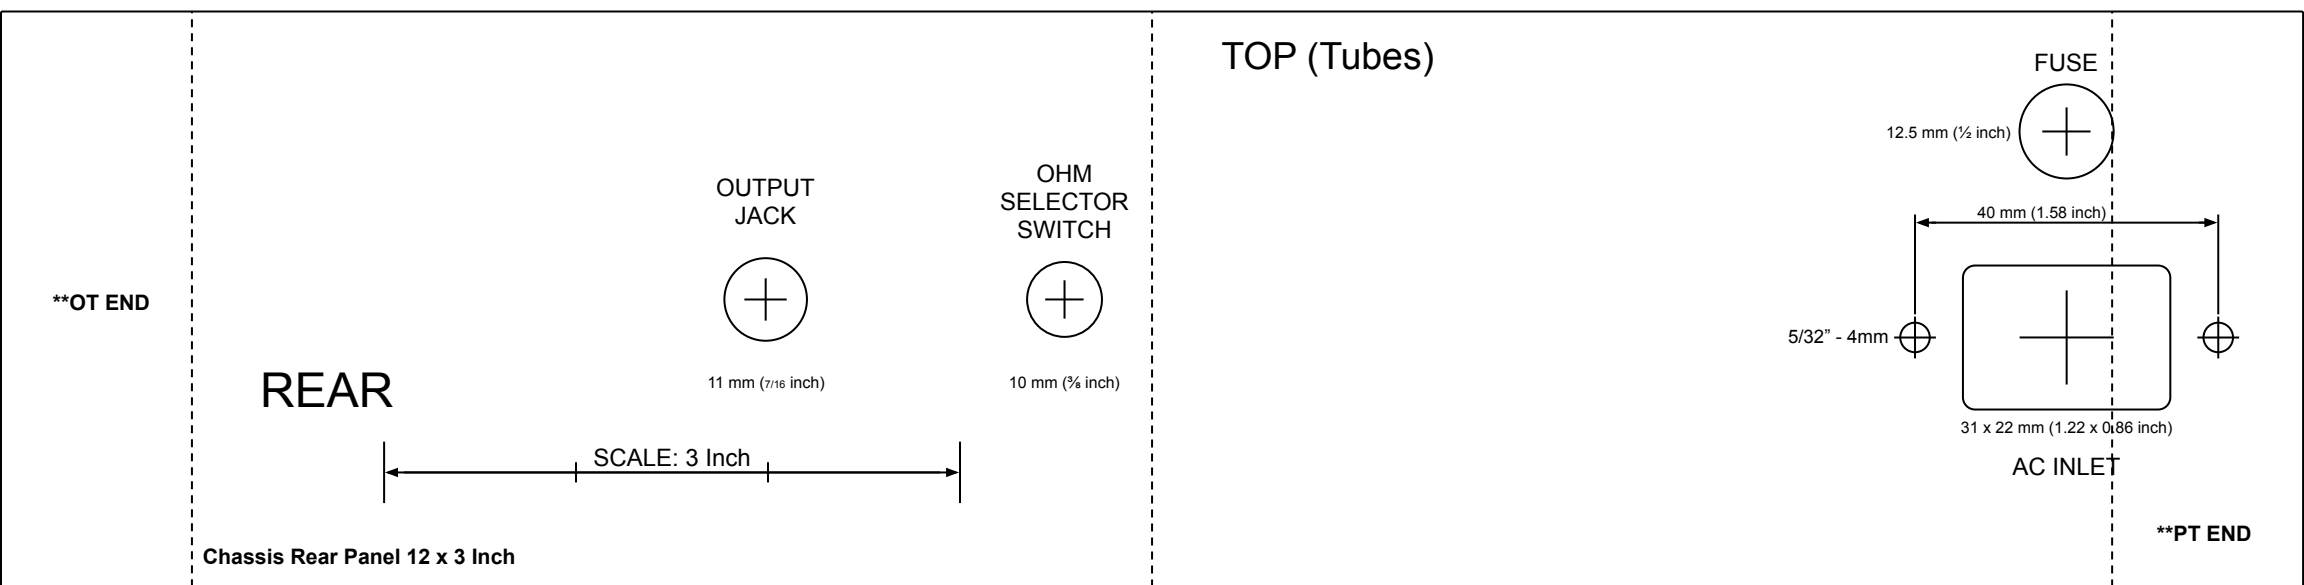 TOP (Tubes)
FUSE
12.5 mm (½ inch)
OUTPUT
JACK
OHM
SELECTOR
SWITCH
40 mm (1.58 inch)
**OT END
5/32” - 4mm
REAR
11 mm (7/16 inch)
10 mm (⅜ inch)
31 x 22 mm (1.22 x 0.86 inch)
SCALE: 3 Inch
AC INLET
**PT END
Chassis Rear Panel 12 x 3 Inch